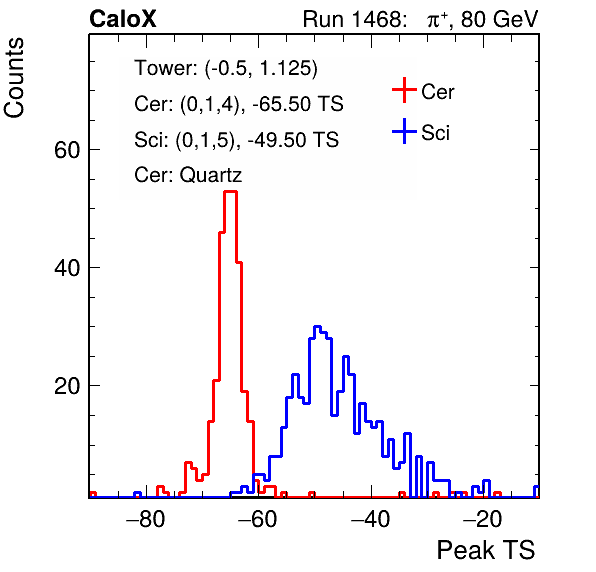 CaloX Run 1468: π⁺, 80 GeV
Counts
Tower: (-0.5, 1.125)
Cer: (0,1,4), -65.50 TS
Sci: (0,1,5), -49.50 TS
Cer: Quartz
Cer
Sci
60
40
20
−80 −60 −40 −20
Peak TS